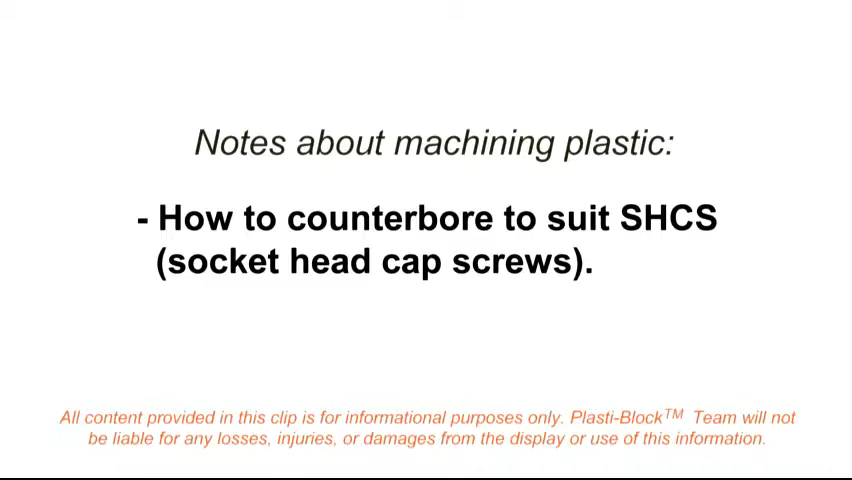 Notes about machining plastic:
- How to counterbore to suit SHCS
(socket head cap screws).
All content provided in this clip is for informational purposes only. Plasti-Block™ Team will not
be liable for any losses, injuries, or damages from the display or use of this information.